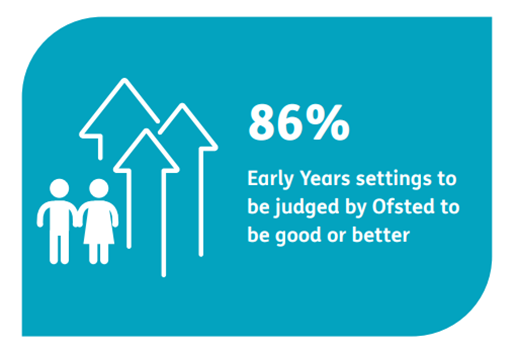 86%
Early Years settings to
be judged by Ofsted to
be good or better